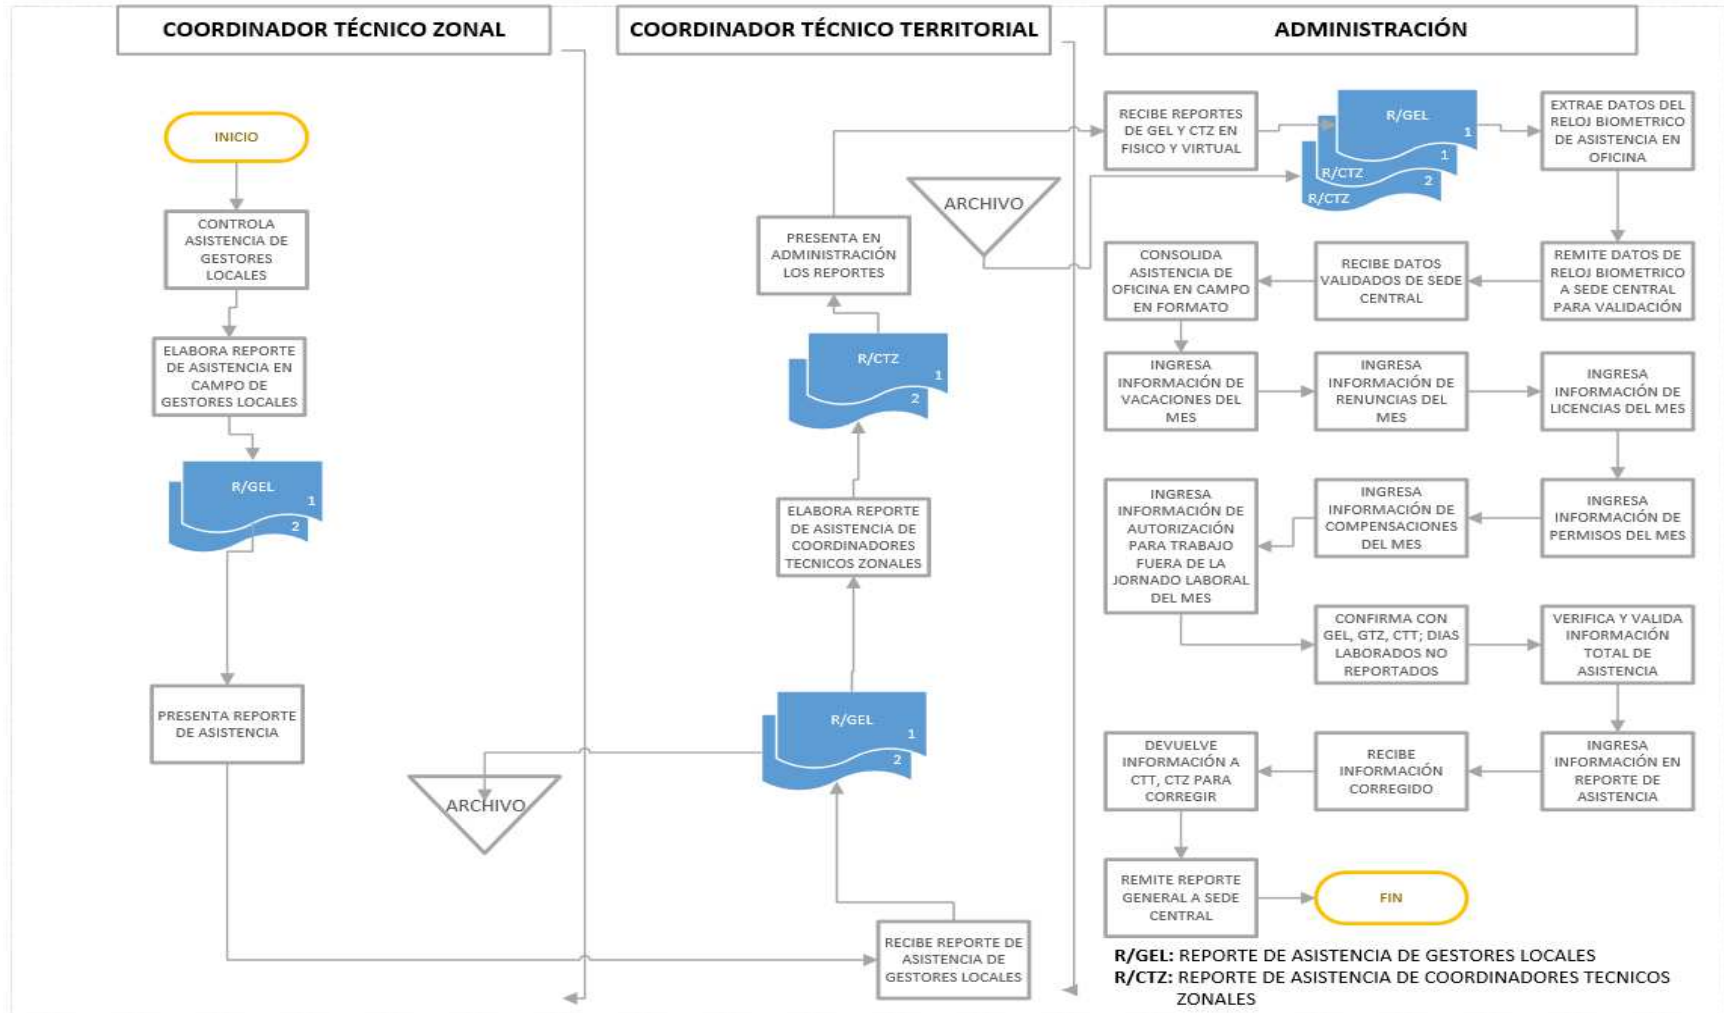 COORDINADOR TÉCNICO ZONAL
INICIO
CONTROLA
ASISTENCIA DE
GESTORES
LOCALES
ELABORA REPORTE
DE ASISTENCIA EN
CAMPO DE
GESTORES LOCALES
R/GEL
1
2
PRESENTA REPORTE
DE ASISTENCIA
COORDINADOR TÉCNICO TERRITORIAL
PRESENTA EN
ADMINISTRACIÓN
LOS REPORTES
R/CTZ
1
2
ELABORA REPORTE
DE ASISTENCIA DE
COORDINADORES
TECNICOS ZONALES
R/GEL
1
2
ARCHIVO
RECIBE REPORTE DE
ASISTENCIA DE
GESTORES LOCALES
ADMINISTRACIÓN
RECIBE REPORTES
DE GEL Y CTZ EN
FISICO Y VIRTUAL
ARCHIVO
R/GEL
1
1
R/CTZ
2
R/CTZ
EXTRAE DATOS DEL
RELOJ BIOMETRICO
DE ASISTENCIA EN
OFICINA
REMITE DATOS DE
RELOJ BIOMETRICO
A SEDE CENTRAL
PARA VALIDACIÓN
RECIBE DATOS
VALIDADOS DE SEDE
CENTRAL
CONSOLIDA
ASISTENCIA DE
OFICINA EN CAMPO
EN FORMATO
INGRESA
INFORMACIÓN DE
VACACIONES DEL
MES
INGRESA
INFORMACIÓN DE
RENUNCIAS DEL
MES
INGRESA
INFORMACIÓN DE
LICENCIAS DEL MES
INGRESA
INFORMACIÓN DE
PERMISOS DEL MES
INGRESA
INFORMACIÓN DE
COMPENSACIONES
DEL MES
INGRESA
INFORMACIÓN DE
AUTORIZACIÓN
PARA TRABAJO
FUERA DE LA
JORNADO LABORAL
DEL MES
CONFIRMA CON
GEL, GTZ, CTT; DIAS
LABORADOS NO
REPORTADOS
VERIFICA Y VALIDA
INFORMACIÓN
TOTAL DE
ASISTENCIA
INGRESA
INFORMACIÓN EN
REPORTE DE
ASISTENCIA
RECIBE
INFORMACIÓN
CORREGIDO
DEVUELVE
INFORMACIÓN A
CTT, CTZ PARA
CORREGIR
REMITE REPORTE
GENERAL A SEDE
CENTRAL
FIN
R/GEL: REPORTE DE ASISTENCIA DE GESTORES LOCALES
R/CTZ: REPORTE DE ASISTENCIA DE COORDINADORES TECNICOS
ZONALES